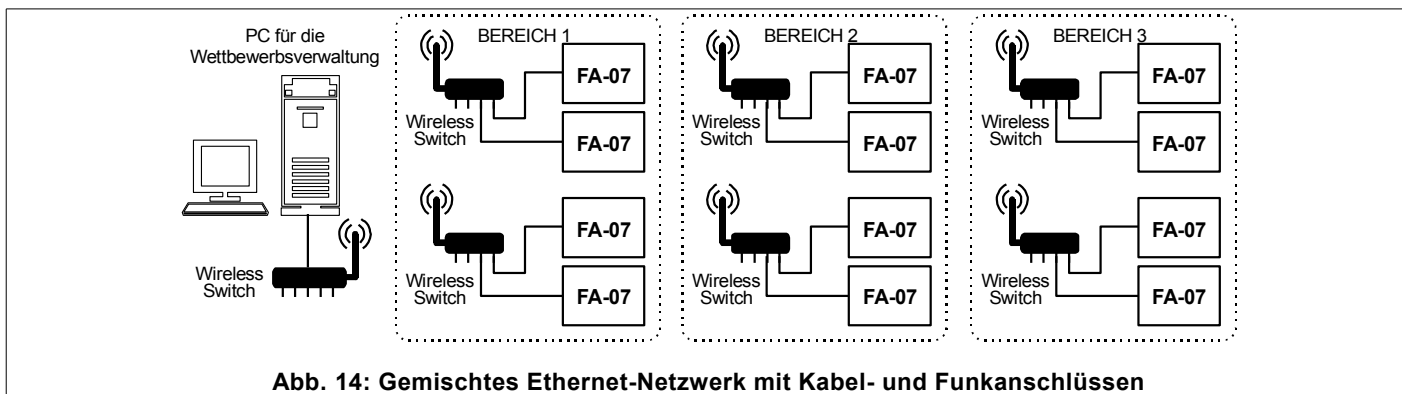 PC für die
Wettbewerbsverwaltung
Wireless
Switch
BEREICH 1
FA-07
Wireless
Switch
FA-07
FA-07
Wireless
Switch
FA-07
BEREICH 2
FA-07
Wireless
Switch
FA-07
FA-07
Wireless
Switch
FA-07
BEREICH 3
FA-07
Wireless
Switch
FA-07
FA-07
Wireless
Switch
FA-07
Abb. 14: Gemischtes Ethernet-Netzwerk mit Kabel- und Funkanschlüssen